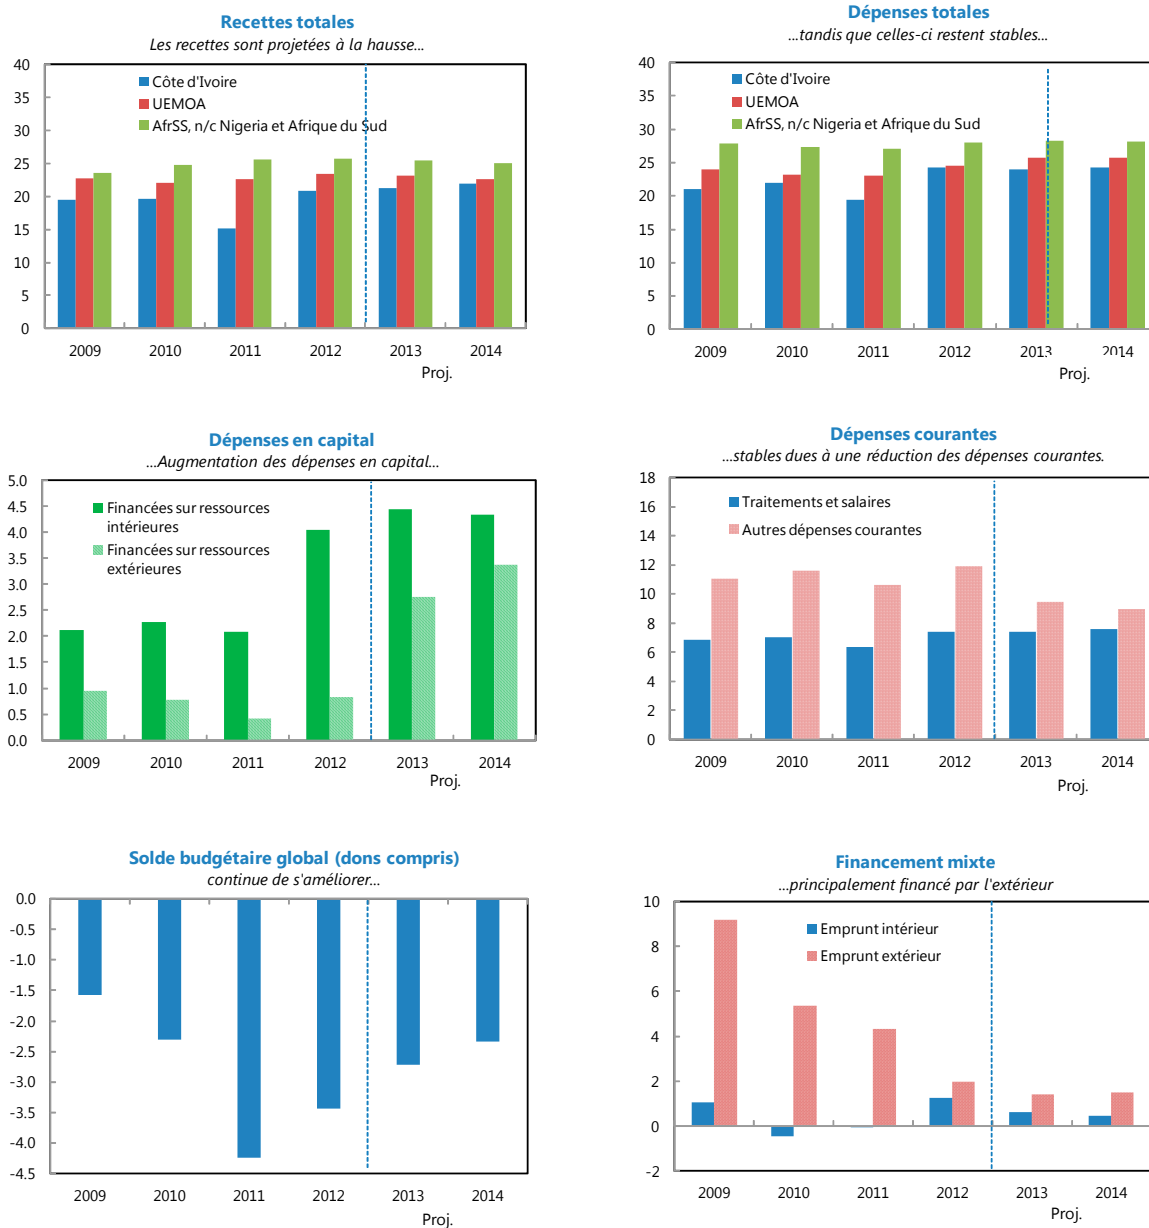 Recettes totales
Les recettes sont projetées à la hausse...
40
35
30
25
20
15
10
5
0
Côte d'Ivoire
UEMOA
AfrSS, n/c Nigeria et Afrique du Sud
2009 2010 2011 2012 2013 2014
Proj.
Dépenses totales
...tandis que celles-ci restent stables...
40
35
30
25
20
15
10
5
0
Côte d'Ivoire
UEMOA
AfrSS, n/c Nigeria et Afrique du Sud
2009 2010 2011 2012 2013 2014
Proj.
Dépenses en capital
...Augmentation des dépenses en capital...
5.0
4.5
4.0
3.5
3.0
2.5
2.0
1.5
1.0
0.5
0.0
Financées sur ressources
intérieures
Financées sur ressources
extérieures
2009 2010 2011 2012 2013 2014
Proj.
Dépenses courantes
...stables dues à une réduction des dépenses courantes.
18
16
14
12
10
8
6
4
2
0
Traitements et salaires
Autres dépenses courantes
2009 2010 2011 2012 2013 2014
Proj.
Solde budgétaire global (dons compris)
continue de s'améliorer...
0.0
-0.5
-1.0
-1.5
-2.0
-2.5
-3.0
-3.5
-4.0
-4.5
2009 2010 2011 2012 2013 2014
Proj.
Financement mixte
...principalement financé par l'extérieur
10
8
6
4
2
0
-2
Emprunt intérieur
Emprunt extérieur
2009 2010 2011 2012 2013 2014
Proj.